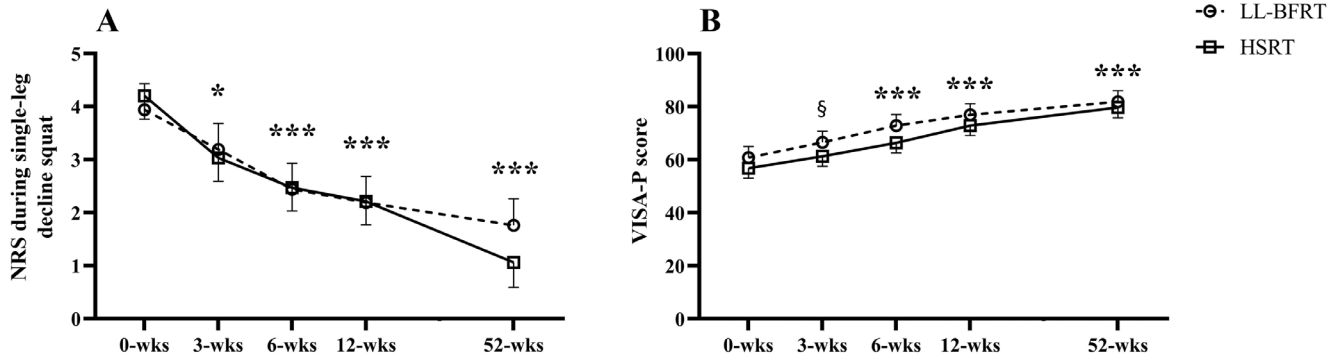 A
NRS during single-leg
decline squat
5
4
3
2
1
0
*
***
***
***
0-wks
3-wks
6-wks
12-wks
52-wks
B
VISA-P score
100
80
60
40
20
0
§
***
***
***
0-wks
3-wks
6-wks
12-wks
52-wks
LL-BFRT
HSRT